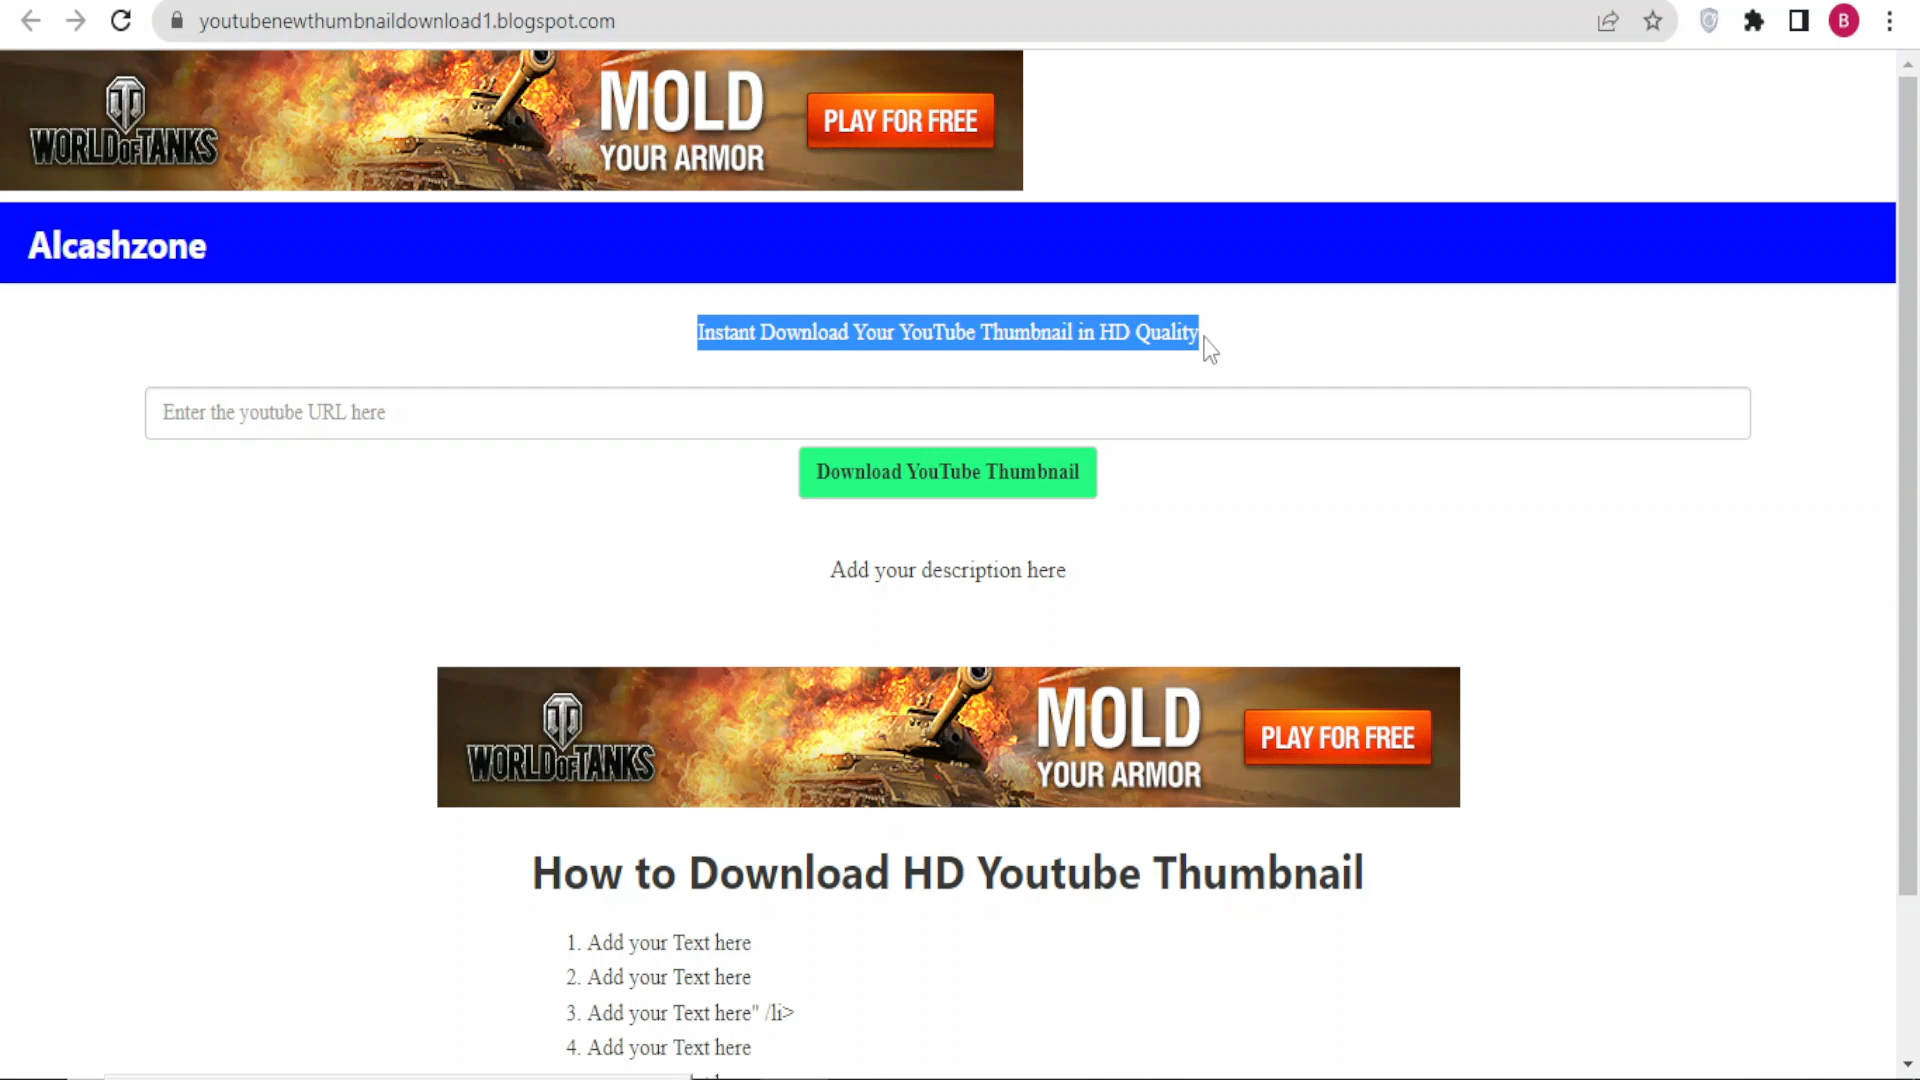 youtubenewthumbnaildownload1.blogspot.com
B
WORLD OF TANKS
MOLD
YOUR ARMOR
PLAY FOR FREE
Alcashzone
Instant Download Your YouTube Thumbnail in HD Quality
Enter the youtube URL here
Download YouTube Thumbnail
Add your description here
WORLD OF TANKS
MOLD
YOUR ARMOR
PLAY FOR FREE
How to Download HD Youtube Thumbnail
1. Add your Text here
2. Add your Text here
3. Add your Text here" /li>
4. Add your Text here